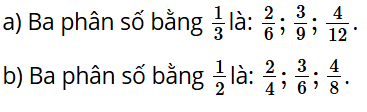 a) Ba phân số bằng 1/3 là: 2/6; 3/9; 4/12.
b) Ba phân số bằng 1/2 là: 2/4; 3/6; 4/8.